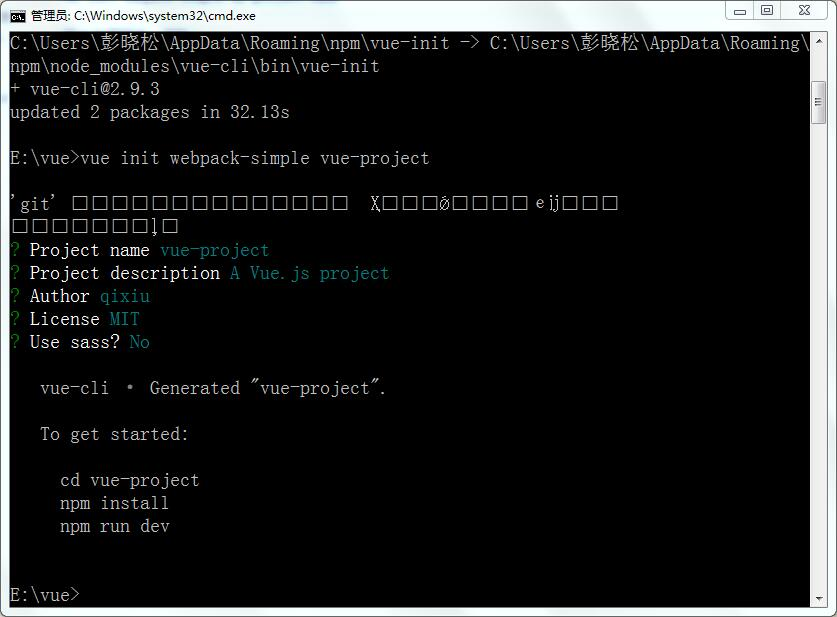 管理员: C:\Windows\system32\cmd.exe
C:\Users\彭晓松\AppData\Roaming\npm\vue-init -> C:\Users\彭晓松\AppData\Roaming\
npm\node_modules\vue-cli\bin\vue-init
+ vue-cli@2.9.3
updated 2 packages in 32.13s
E:\vue>vue init webpack-simple vue-project
'git'
? Project name vue-project
? Project description A Vue.js project
? Author qixiu
? License MIT
? Use sass? No
vue-cli · Generated "vue-project".
To get started:
cd vue-project
npm install
npm run dev
E:\vue>